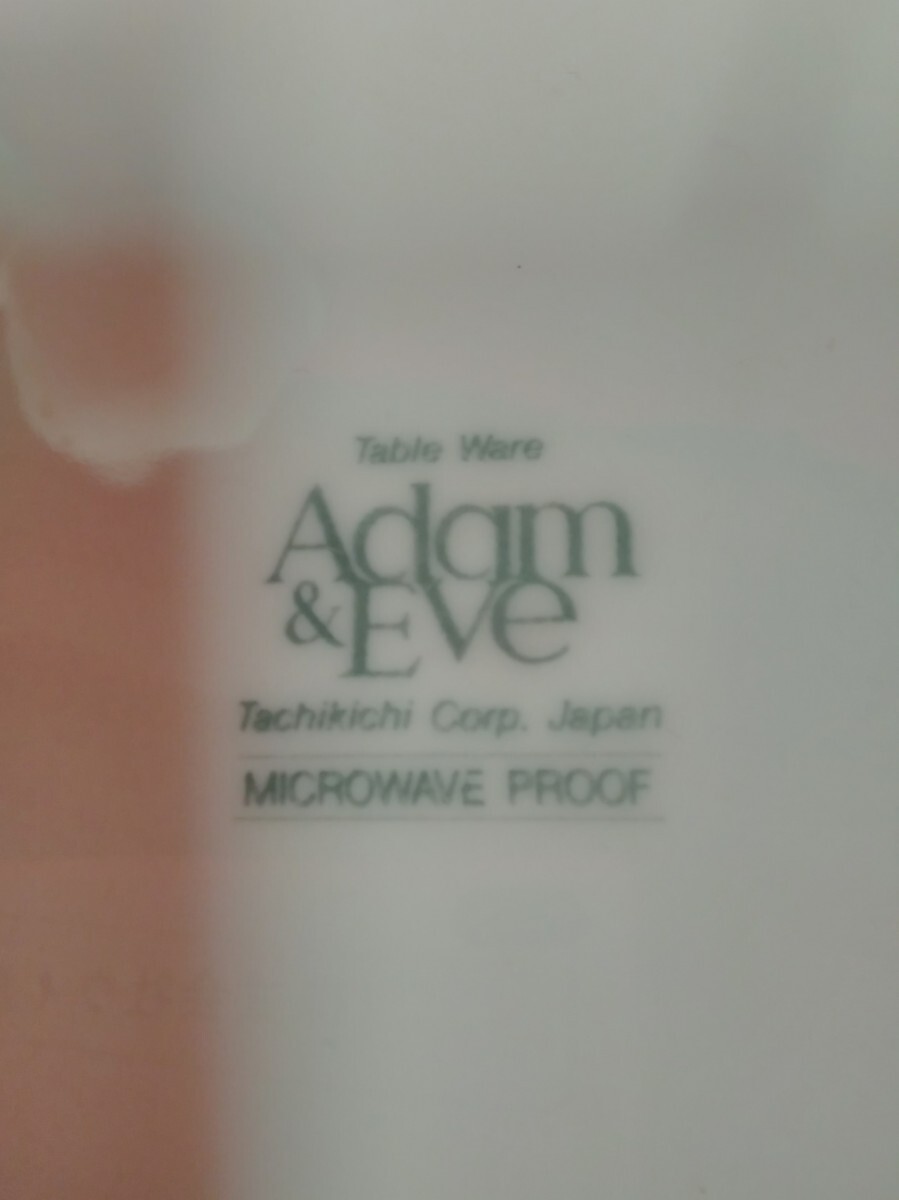 Table Ware
Adam
& Eve
Tachikichi Corp. Japan
MICROWAVE PROOF